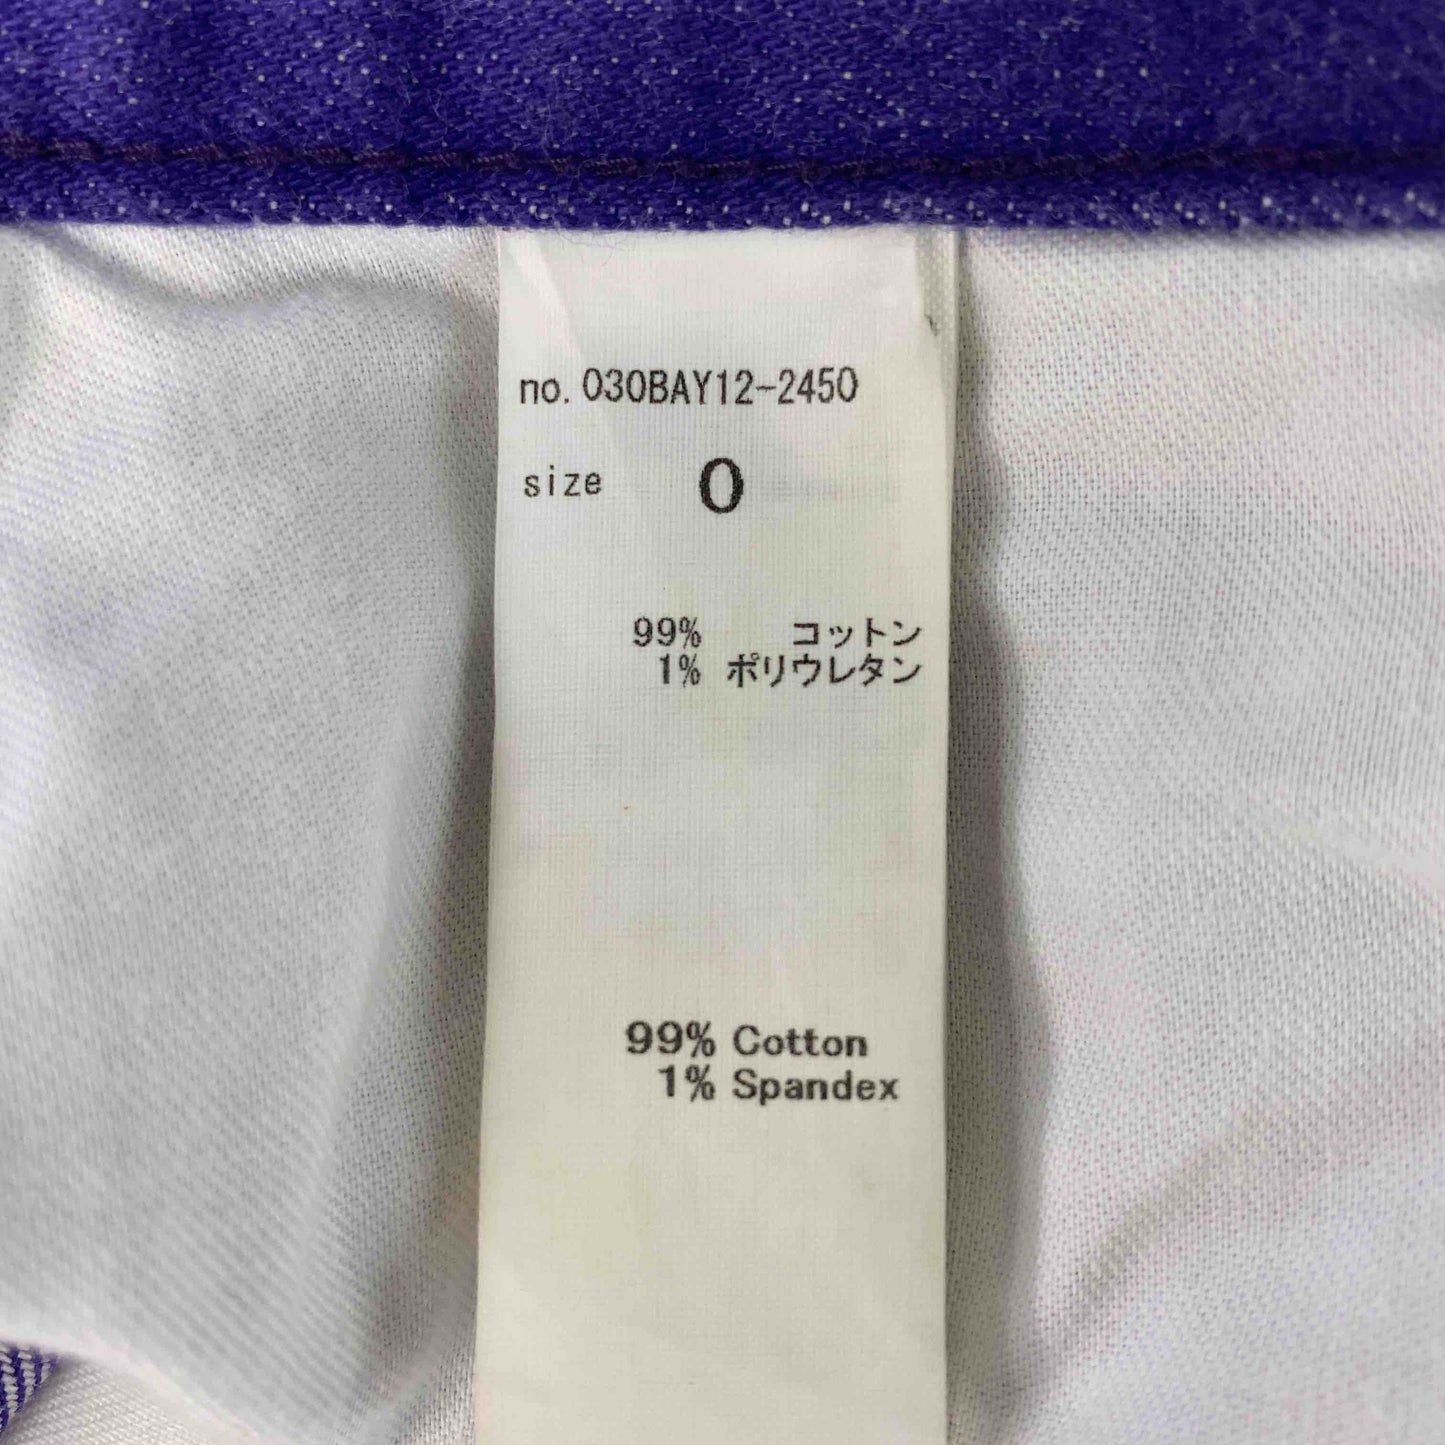 no. 030BAY12-2450
size 0
99% コットン
1% ポリウレタン
99% Cotton
1% Spandex